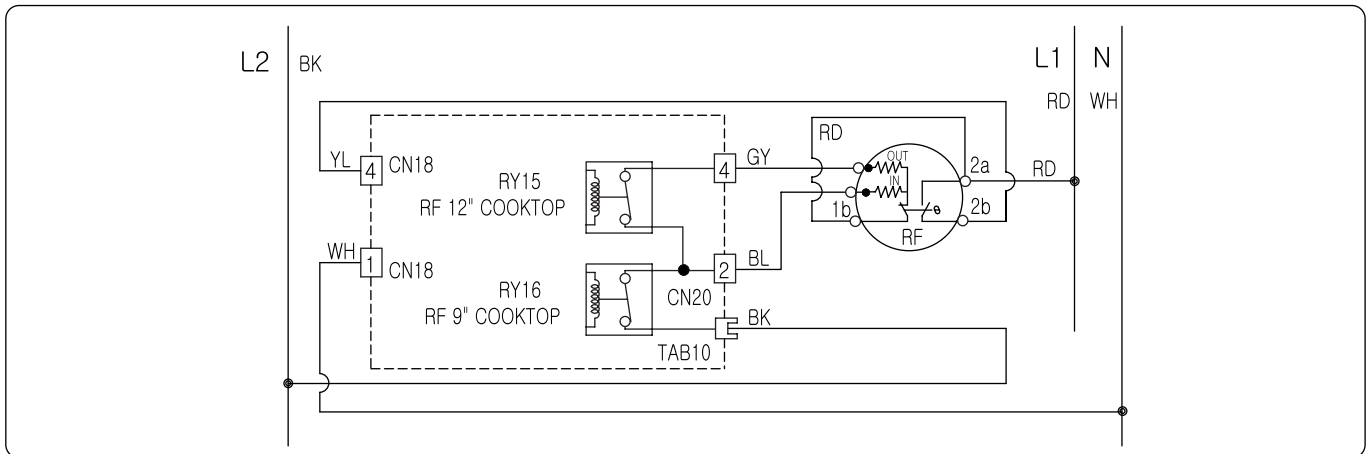 L2 BK
L1 N
RD WH
RD
YL 4 CN18
4 GY
OUT
2a RD
RY15
RF 12" COOKTOP
IN
1b 2b
RF
θ
WH 1 CN18
2 BL
CN20
RY16
RF 9" COOKTOP
BK
TAB10